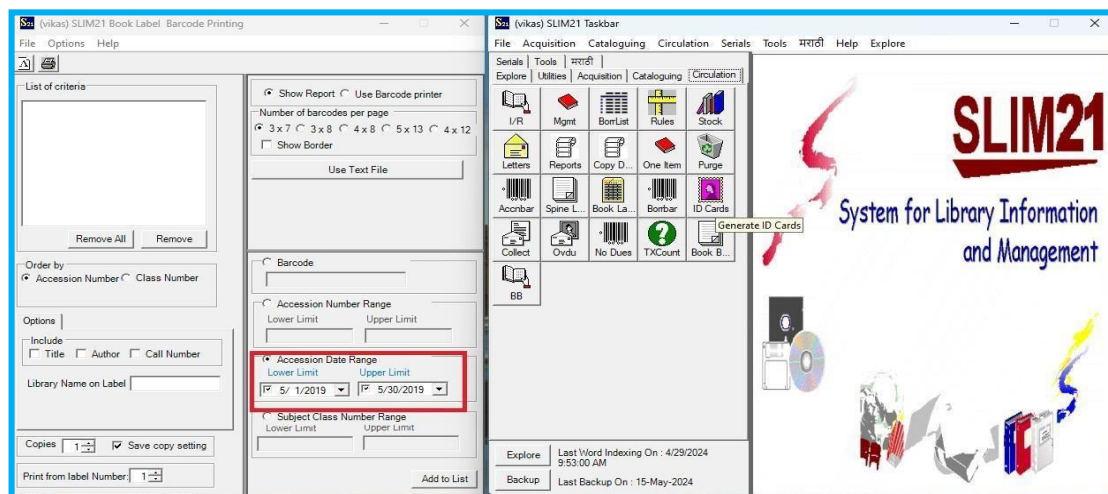 (vikas) SLIM21 Book Label Barcode Printing
File Options Help
List of criteria
Remove All Remove
Order by
Accession Number Class Number
Options
Include
Title Author Call Number
Library Name on Label
Copies 1 Save copy setting
Print from label Number: 1
Show Report Use Barcode printer
Number of barcodes per page
3 x 7 3 x 8 4 x 8 5 x 13 4 x 12
Show Border
Use Text File
Barcode
Accession Number Range
Lower Limit Upper Limit
Accession Date Range
Lower Limit Upper Limit
5/ 1/2019 5/30/2019
Subject Class Number Range
Lower Limit Upper Limit
Add to List
(vikas) SLIM21 Taskbar
File Acquisition Cataloguing Circulation Serials Tools मराठी Help Explore
Serials Tools मराठी
Explore Utilities Acquisition Cataloguing Circulation
I/R Mgmt BorrList Rules Stock
Letters Reports Copy D... One Item Purge
Accnbar Spine L... Book La... Borrbar ID Cards
Generate ID Cards
Collect Ovdu No Dues TXCount Book B...
BB
Explore Last Word Indexing On : 4/29/2024
9:53:00 AM
Backup Last Backup On : 15-May-2024
SLIM21
System for Library Information
and Management